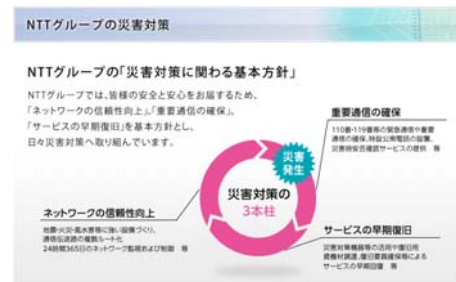 NTTグループの災害対策
NTTグループの「災害対策に関わる基本方針」
NTTグループでは、皆様の安全と安心をお届するため、
「ネットワークの信頼性向上」、「重要通信の確保」、
「サービスの早期復旧」を基本方針とし、
日々災害対策へ取り組んでいます。
重要通信の確保
110番・119番等の緊急通信や重要
通信の確保、特設公衆電話の設置、
災害時安否確認サービスの提供 等
災害
発生
災害対策の
3本柱
ネットワークの信頼性向上
地震・火災・風水害等に強い設備づくり、
通信伝送路の複数ルート化
24時間365日のネットワーク監視および制御 等
サービスの早期復旧
災害対策機器等の活用や復旧用
資機材調達、復旧要員確保等による
サービスの早期回復 等